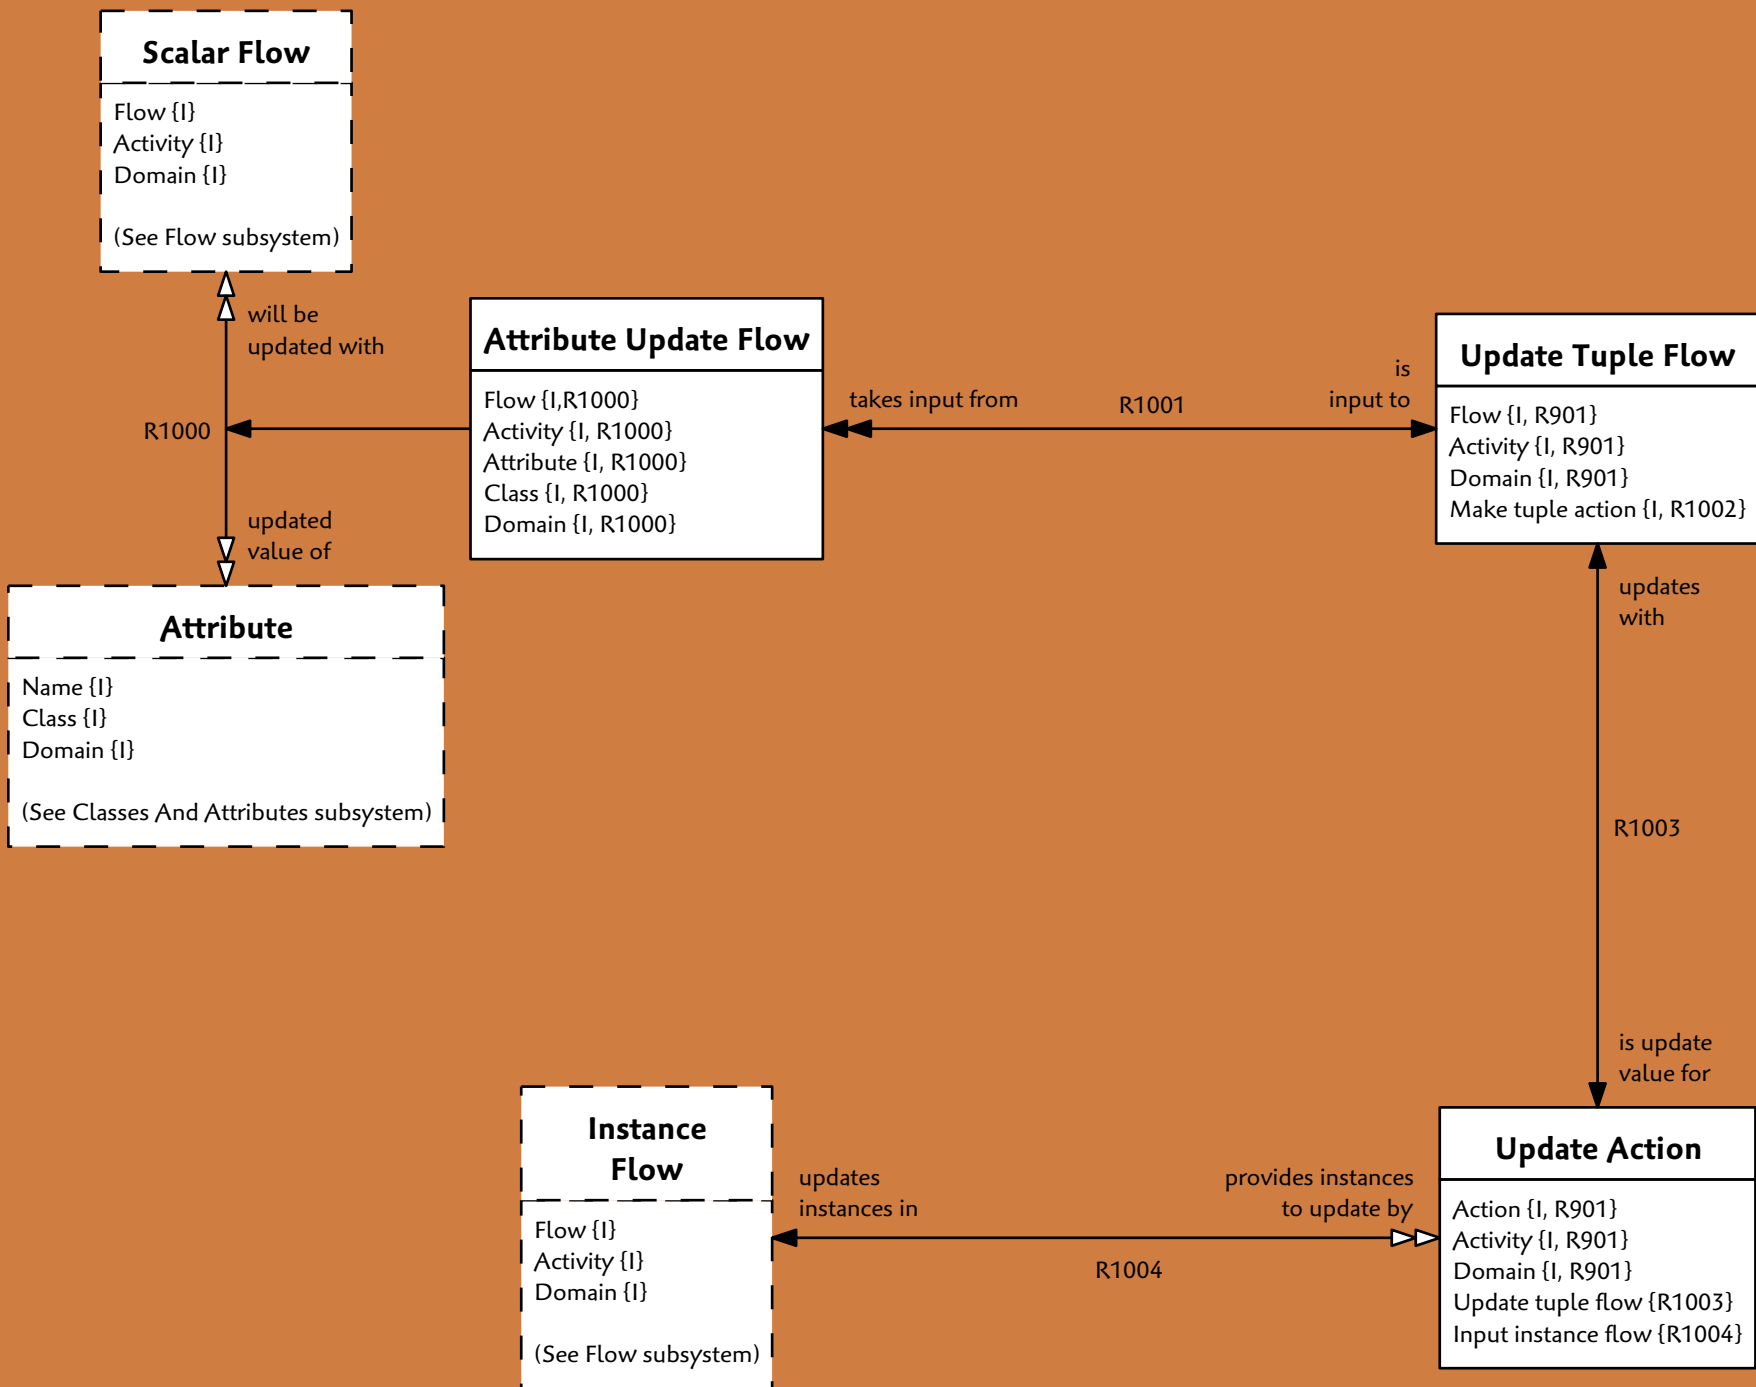 Scalar Flow
Flow {I}
Activity {I}
Domain {I}
(See Flow subsystem)
will be
updated with
R1000
updated
value of
Attribute
Name {I}
Class {I}
Domain {I}
(See Classes And Attributes subsystem)
Attribute Update Flow
Flow {I,R1000}
Activity {I, R1000}
Attribute {I, R1000}
Class {I, R1000}
Domain {I, R1000}
takes input from
R1001
is
input to
Update Tuple Flow
Flow {I, R901}
Activity {I, R901}
Domain {I, R901}
Make tuple action {I, R1002}
updates
with
R1003
is update
value for
Instance
Flow
Flow {I}
Activity {I}
Domain {I}
(See Flow subsystem)
updates
instances in
R1004
provides instances
to update by
Update Action
Action {I, R901}
Activity {I, R901}
Domain {I, R901}
Update tuple flow {R1003}
Input instance flow {R1004}